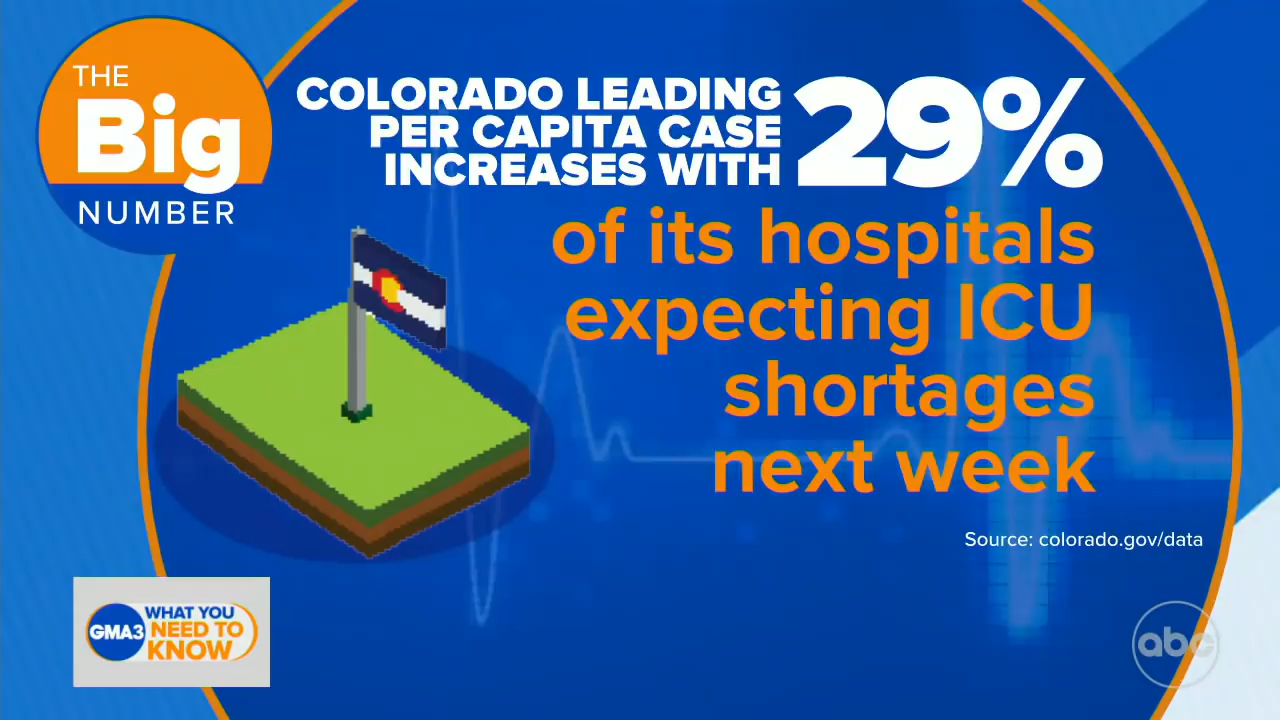 THE
Big
NUMBER
COLORADO LEADING
PER CAPITA CASE
INCREASES WITH
29%
of its hospitals
expecting ICU
shortages
next week
Source: colorado.gov/data
GMA3
WHAT YOU
NEED TO
KNOW
abc